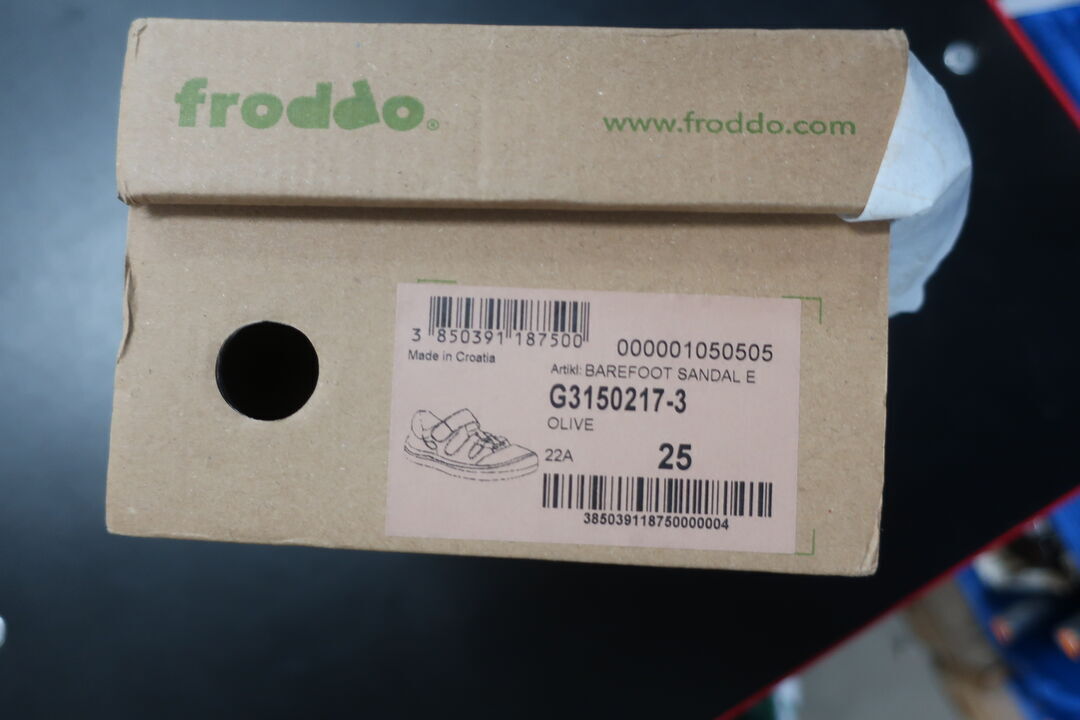 froddo®
www.froddo.com
3 850391 187500
Made in Croatia
000001050505
Artikl: BAREFOOT SANDAL E
G3150217-3
OLIVE
22A
25
385039118750000004